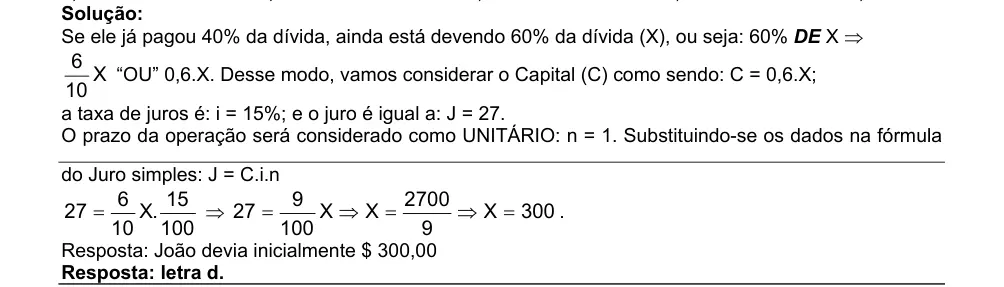 Solução:
Se ele já pagou 40% da dívida, ainda está devendo 60% da dívida (X), ou seja: 60% DE X ⇒
6/10 X “OU” 0,6.X. Desse modo, vamos considerar o Capital (C) como sendo: C = 0,6.X;
a taxa de juros é: i = 15%; e o juro é igual a: J = 27.
O prazo da operação será considerado como UNITÁRIO: n = 1. Substituindo-se os dados na fórmula
do Juro simples: J = C.i.n
27 = 6/10 X. 15/100 ⇒ 27 = 9/100 X ⇒ X = 2700/9 ⇒ X = 300 .
Resposta: João devia inicialmente $ 300,00
Resposta: letra d.